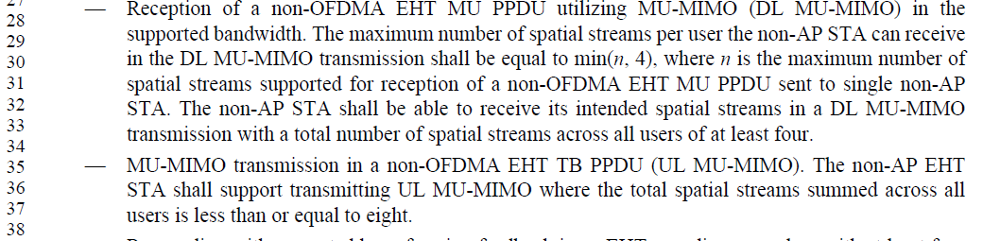 27
28 — Reception of a non-OFDMA EHT MU PPDU utilizing MU-MIMO (DL MU-MIMO) in the
29 supported bandwidth. The maximum number of spatial streams per user the non-AP STA can receive
30 in the DL MU-MIMO transmission shall be equal to min(n, 4), where n is the maximum number of
31 spatial streams supported for reception of a non-OFDMA EHT MU PPDU sent to single non-AP
32 STA. The non-AP STA shall be able to receive its intended spatial streams in a DL MU-MIMO
33 transmission with a total number of spatial streams across all users of at least four.
34
35 — MU-MIMO transmission in a non-OFDMA EHT TB PPDU (UL MU-MIMO). The non-AP EHT
36 STA shall support transmitting UL MU-MIMO where the total spatial streams summed across all
37 users is less than or equal to eight.
38